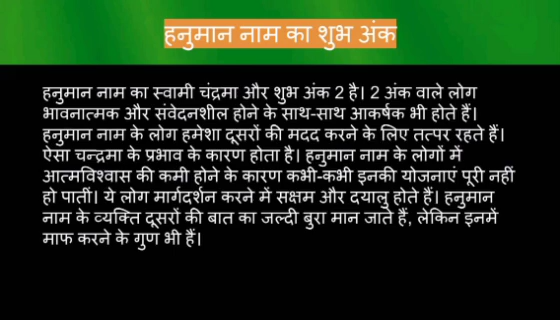 हनुमान नाम का शुभ अंक
हनुमान नाम का स्वामी चंद्रमा और शुभ अंक 2 है। 2 अंक वाले लोग
भावनात्मक और संवेदनशील होने के साथ-साथ आकर्षक भी होते हैं।
हनुमान नाम के लोग हमेशा दूसरों की मदद करने के लिए तत्पर रहते हैं।
ऐसा चन्द्रमा के प्रभाव के कारण होता है। हनुमान नाम के लोगों में
आत्मविश्वास की कमी होने के कारण कभी-कभी इनकी योजनाएं पूरी नहीं
हो पातीं। ये लोग मार्गदर्शन करने में सक्षम और दयालु होते हैं। हनुमान
नाम के व्यक्ति दूसरों की बात का जल्दी बुरा मान जाते हैं, लेकिन इनमें
माफ करने के गुण भी हैं।